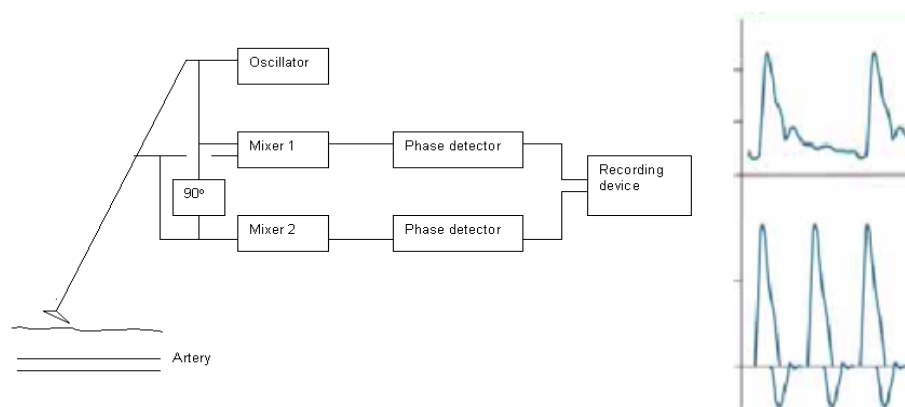 Oscillator
Mixer 1
Phase detector
Recording
device
90º
Mixer 2
Phase detector
Artery